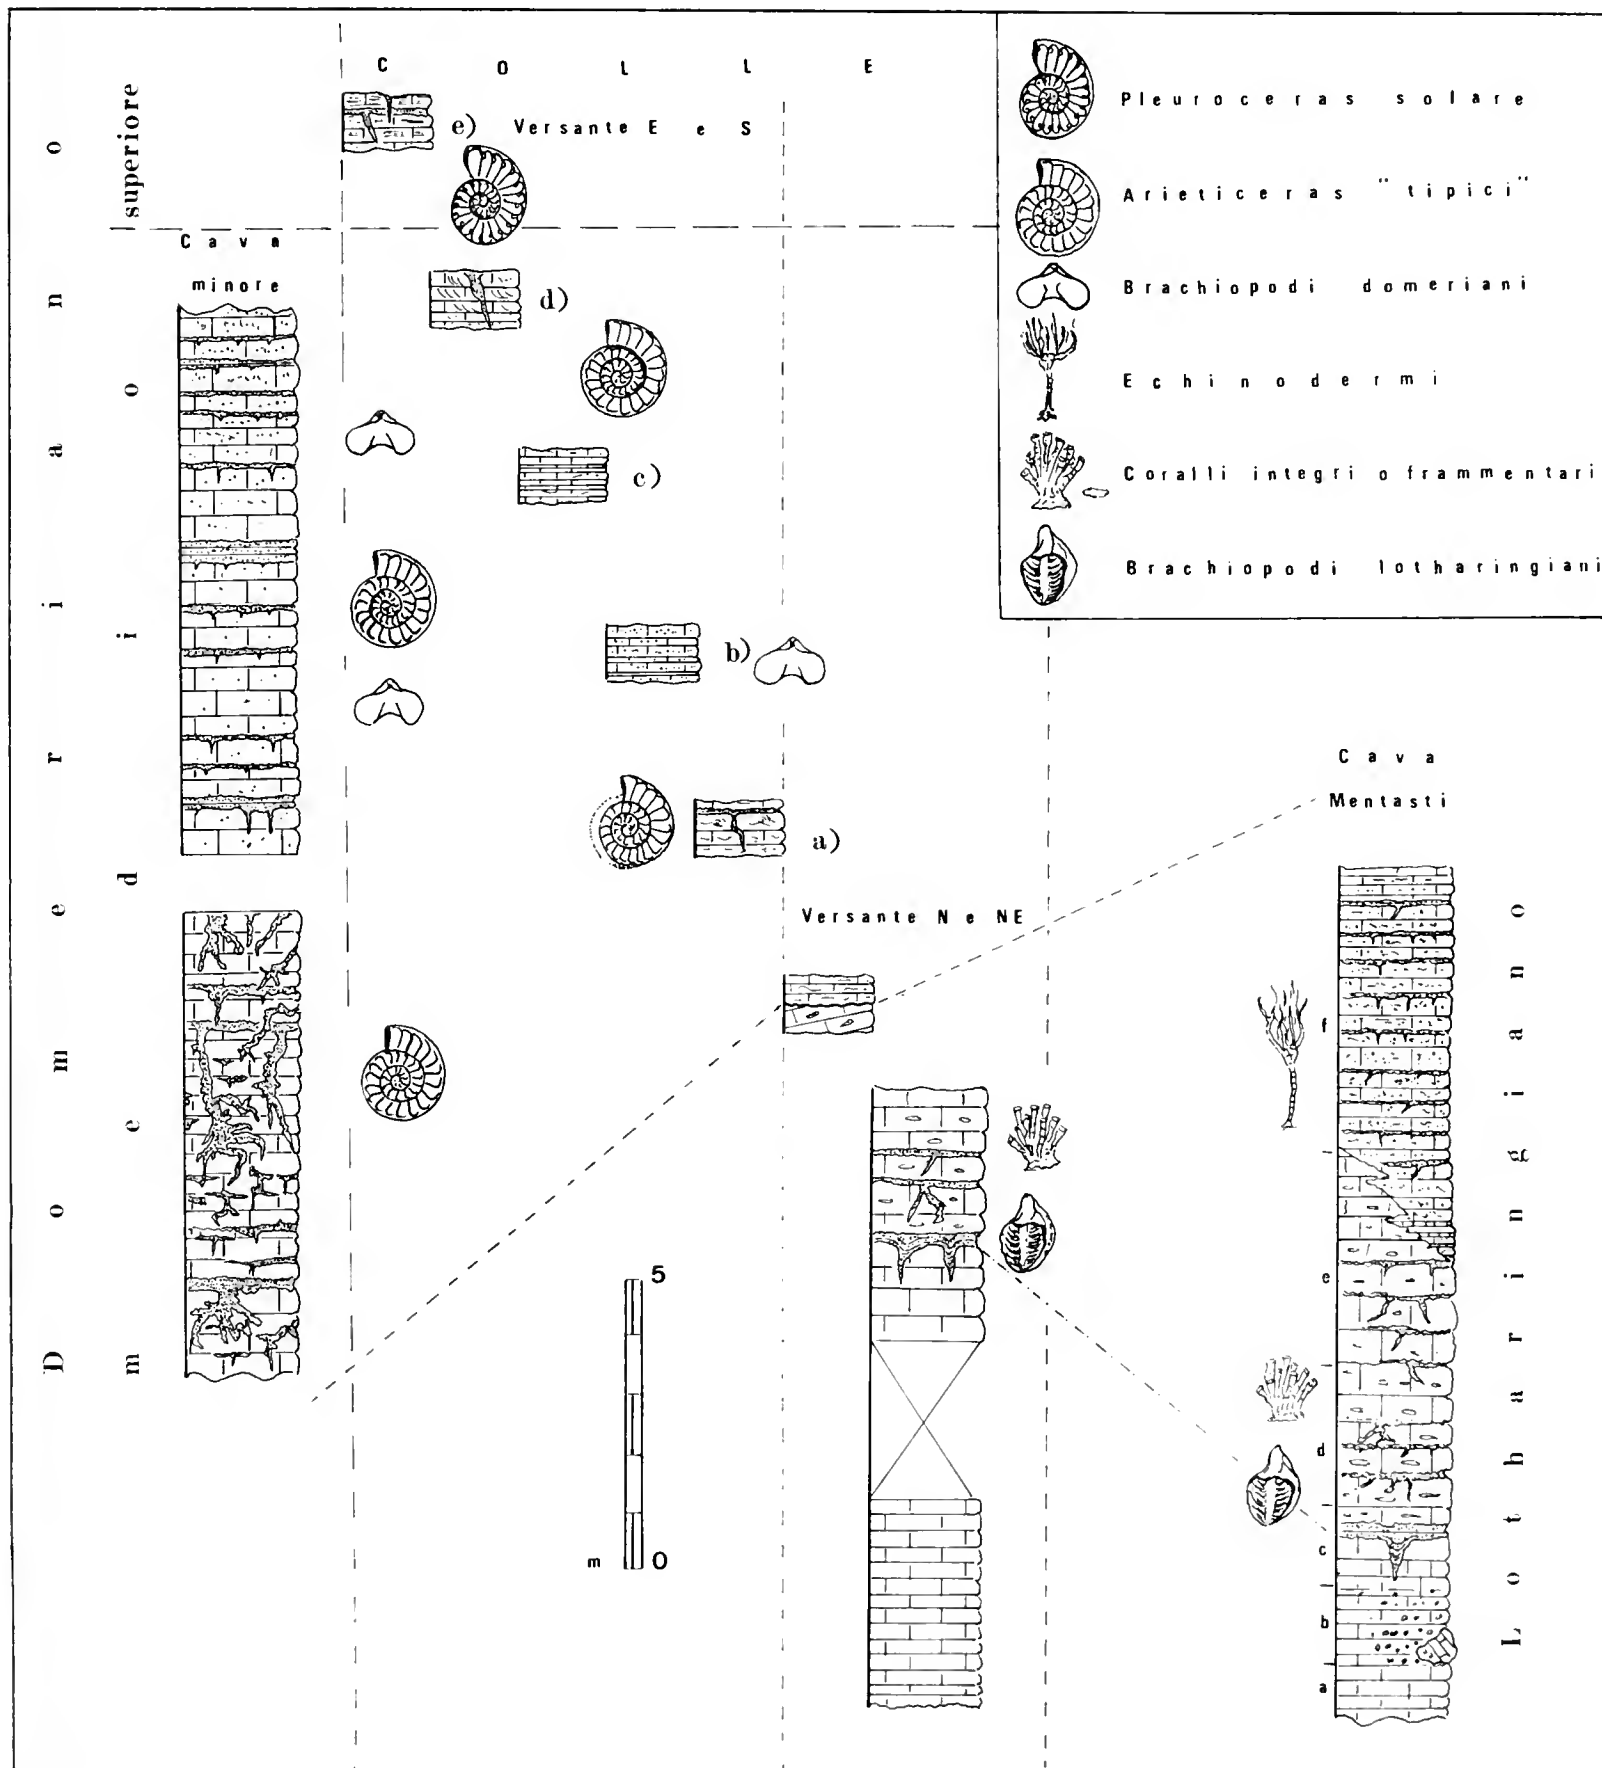 COLLE
superiore
e) Versante E e S
Cava
minore
d)
c)
b)
a)
Versante N e NE
Domeriano
medio
Pleuroceras solare
Arieticeras "tipici"
Brachiopodi domeriani
Echinodermi
Coralli integri o frammentari
Brachiopodi lotharingiani
Cava
Mentasti
f
e
d
c
b
a
Lotharingiano
5
m 0